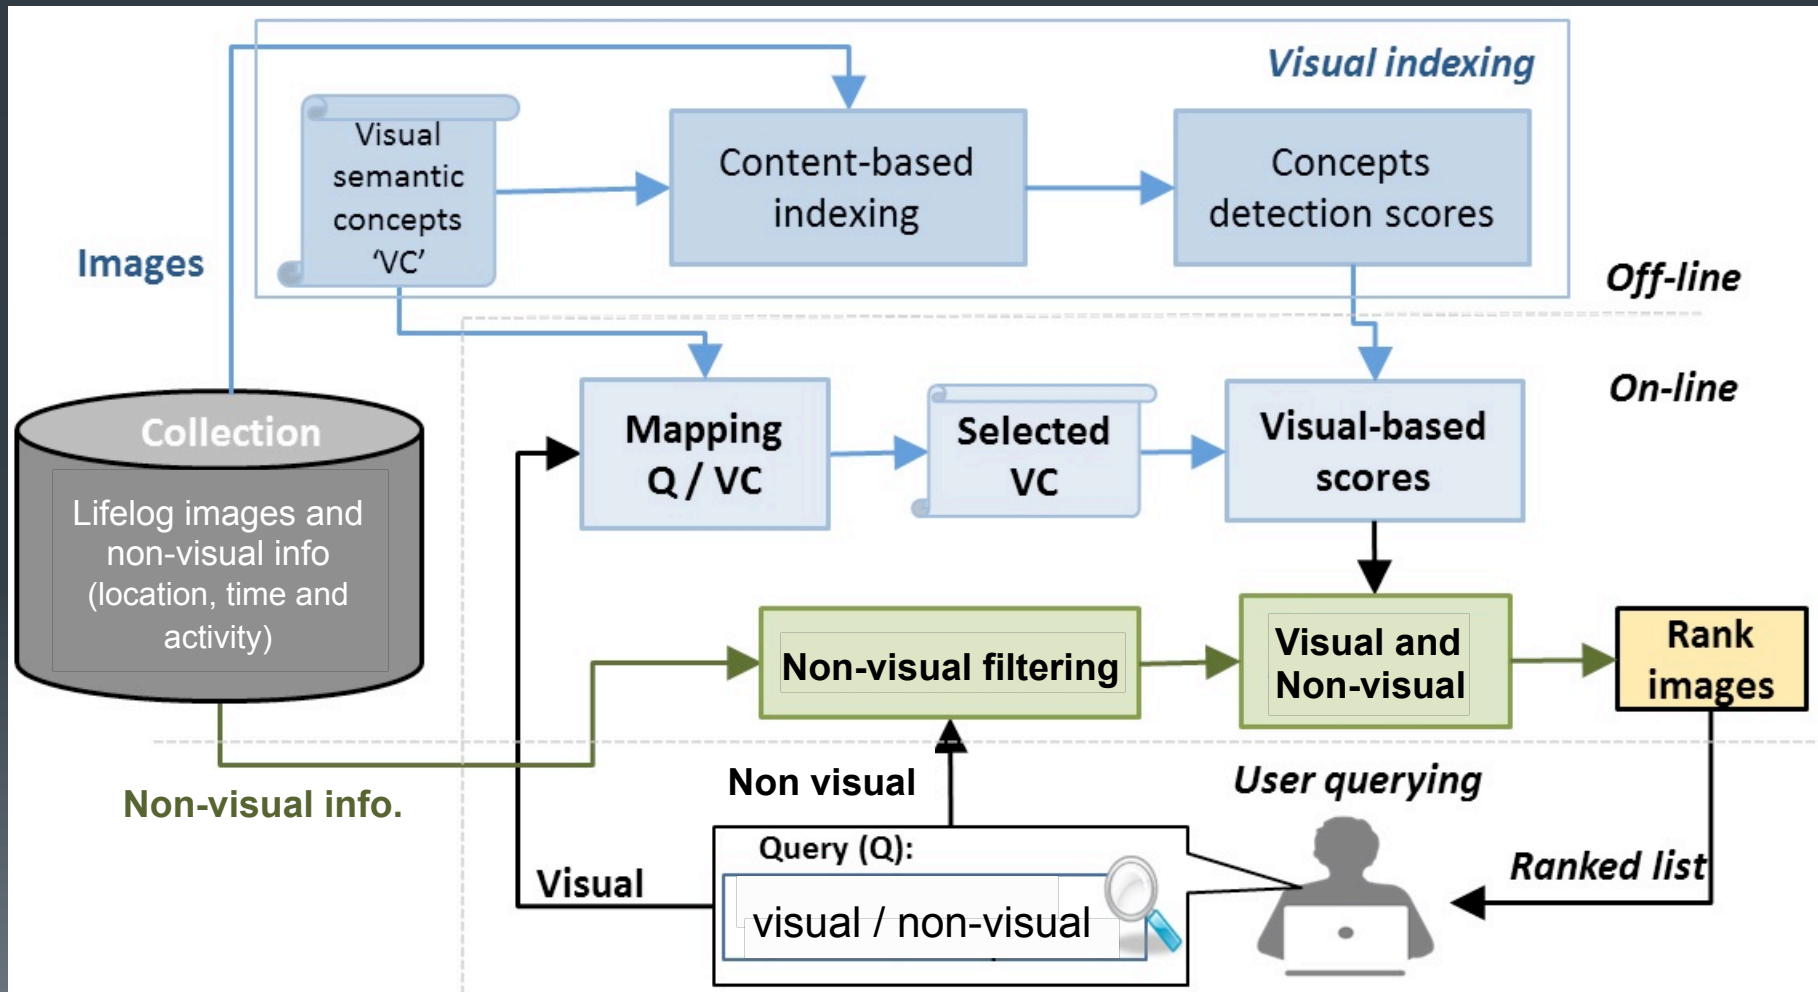 Visual indexing
Visual
semantic
concepts
‘VC’
Content-based
indexing
Concepts
detection scores
Images
Off-line
On-line
Collection
Lifelog images and
non-visual info
(location, time and
activity)
Mapping
Q / VC
Selected
VC
Visual-based
scores
Non-visual filtering
Visual and
Non-visual
Rank
images
Non-visual info.
Non visual
User querying
Visual
Query (Q):
visual / non-visual
Ranked list